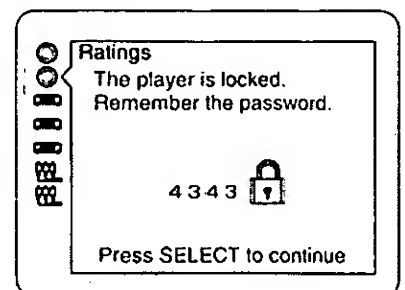 Ratings
The player is locked.
Remember the password.
4343
Press SELECT to continue